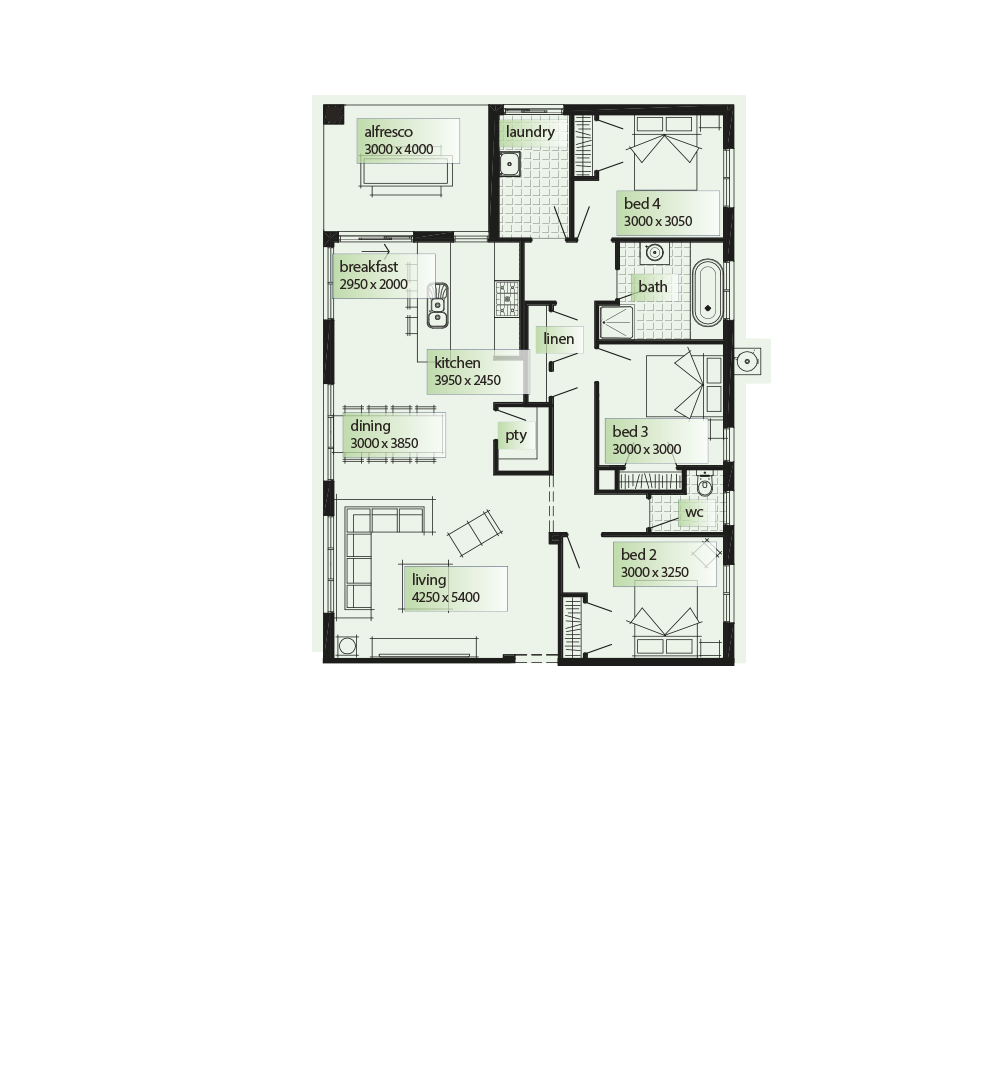 alfresco
3000 x 4000
laundry
bed 4
3000 x 3050
breakfast
2950 x 2000
bath
linen
kitchen
3950 x 2450
dining
3000 x 3850
pty
bed 3
3000 x 3000
wc
bed 2
3000 x 3250
living
4250 x 5400